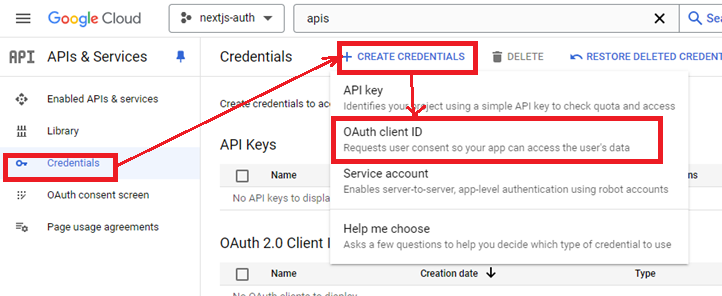 Google Cloud
nextjs-auth
apis
Sea
API APIs & Services
Credentials
+ CREATE CREDENTIALS
DELETE
RESTORE DELETED CREDENT
Enabled APIs & services
Library
Credentials
OAuth consent screen
Page usage agreements
Create credentials to acc
API key
Identifies your project using a simple API key to check quota and access
OAuth client ID
Requests user consent so your app can access the user's data
Service account
Enables server-to-server, app-level authentication using robot accounts
Help me choose
Asks a few questions to help you decide which type of credential to use
API Keys
Name
No API keys to displa
OAuth 2.0 Client I
Name
Creation date
Type
No OAuth clients to display